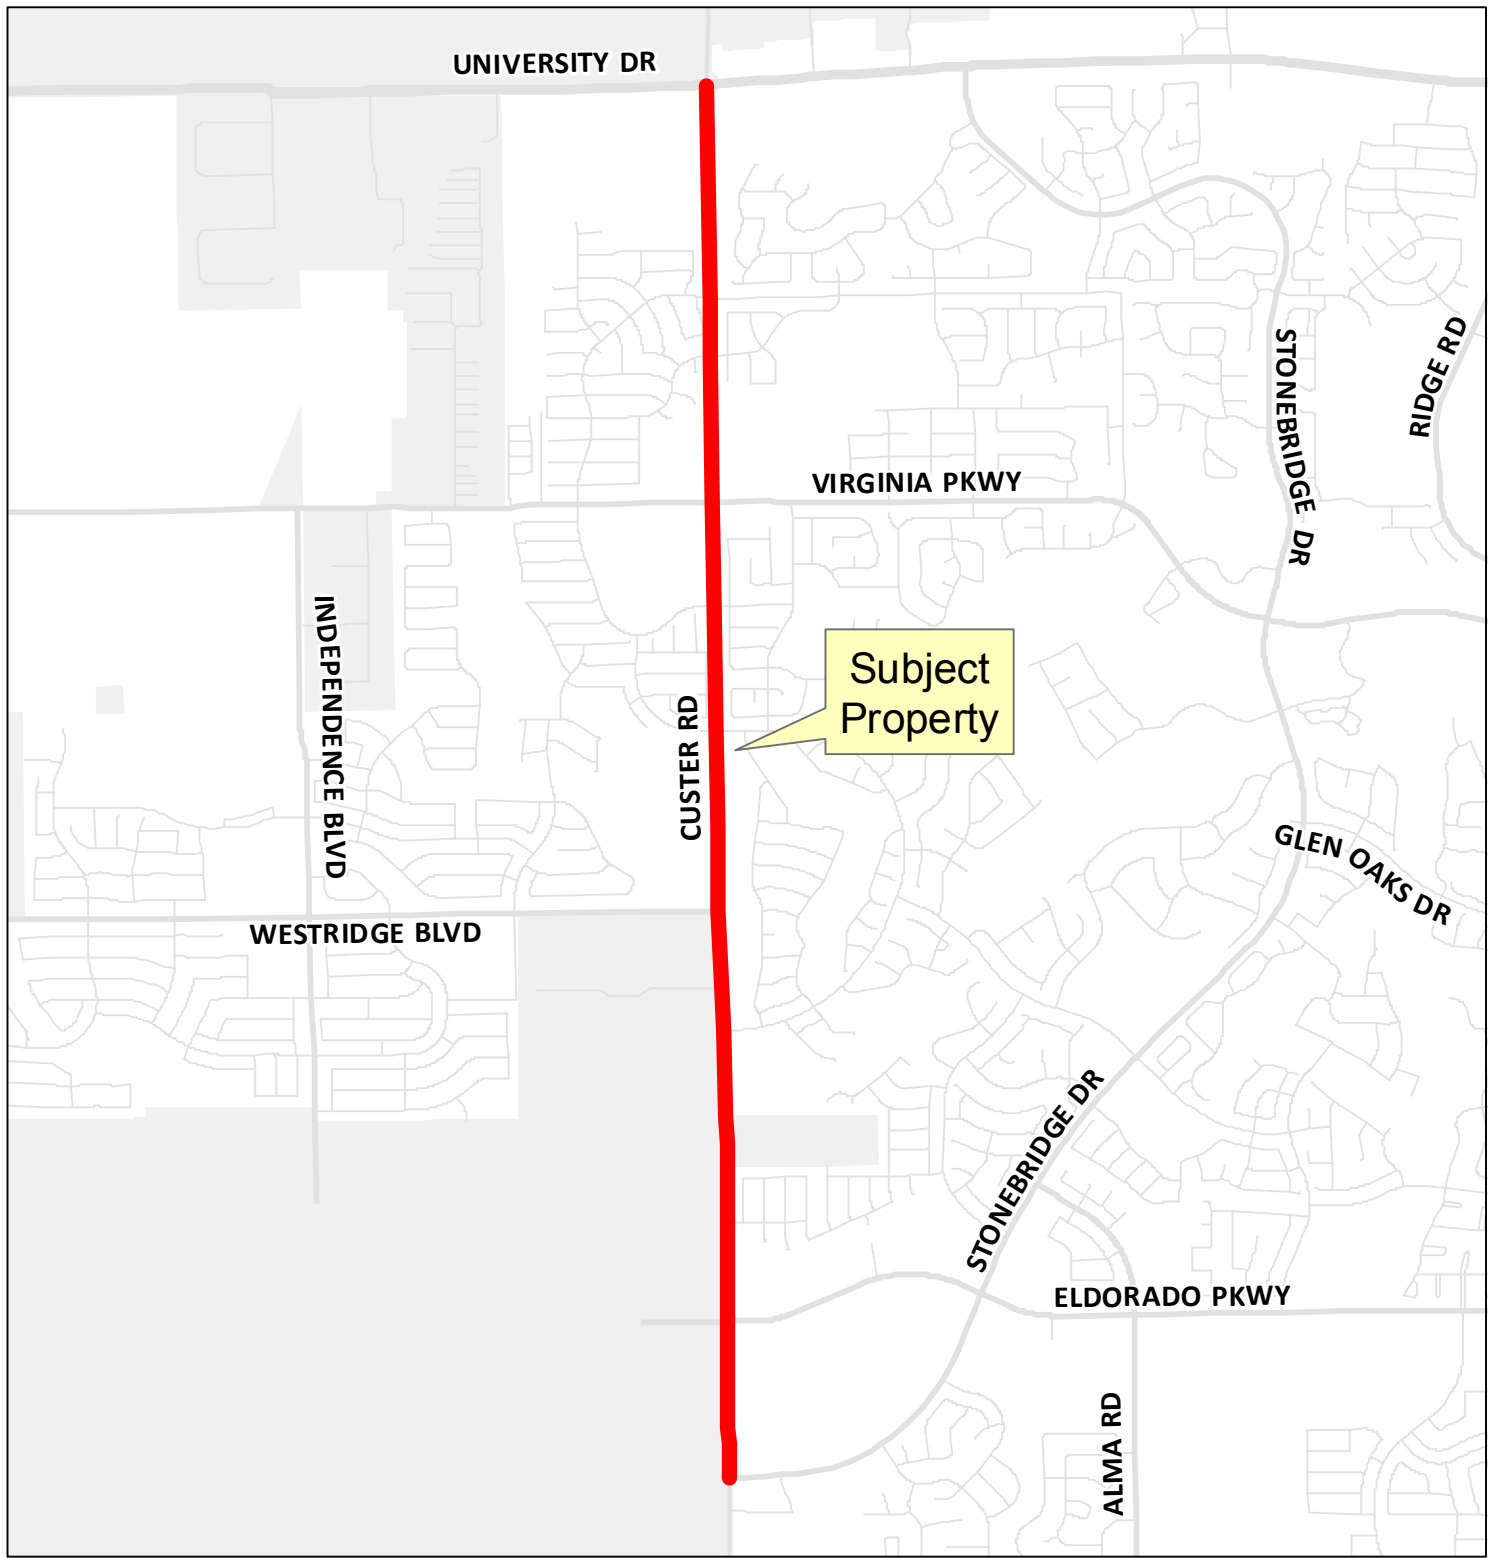 UNIVERSITY DR
STONEBRIDGE DR
RIDGE RD
VIRGINIA PKWY
INDEPENDENCE BLVD
Subject
Property
CUSTER RD
GLEN OAKS DR
WESTRIDGE BLVD
STONEBRIDGE DR
ELDORADO PKWY
ALMA RD